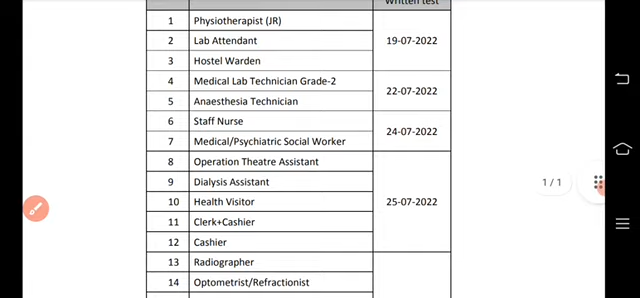 Written test
1 Physiotherapist (JR)
2 Lab Attendant 19-07-2022
3 Hostel Warden
4 Medical Lab Technician Grade-2
22-07-2022
5 Anaesthesia Technician
6 Staff Nurse
24-07-2022
7 Medical/Psychiatric Social Worker
8 Operation Theatre Assistant
9 Dialysis Assistant
10 Health Visitor 25-07-2022
11 Clerk+Cashier
12 Cashier
13 Radiographer
14 Optometrist/Refractionist
1 / 1